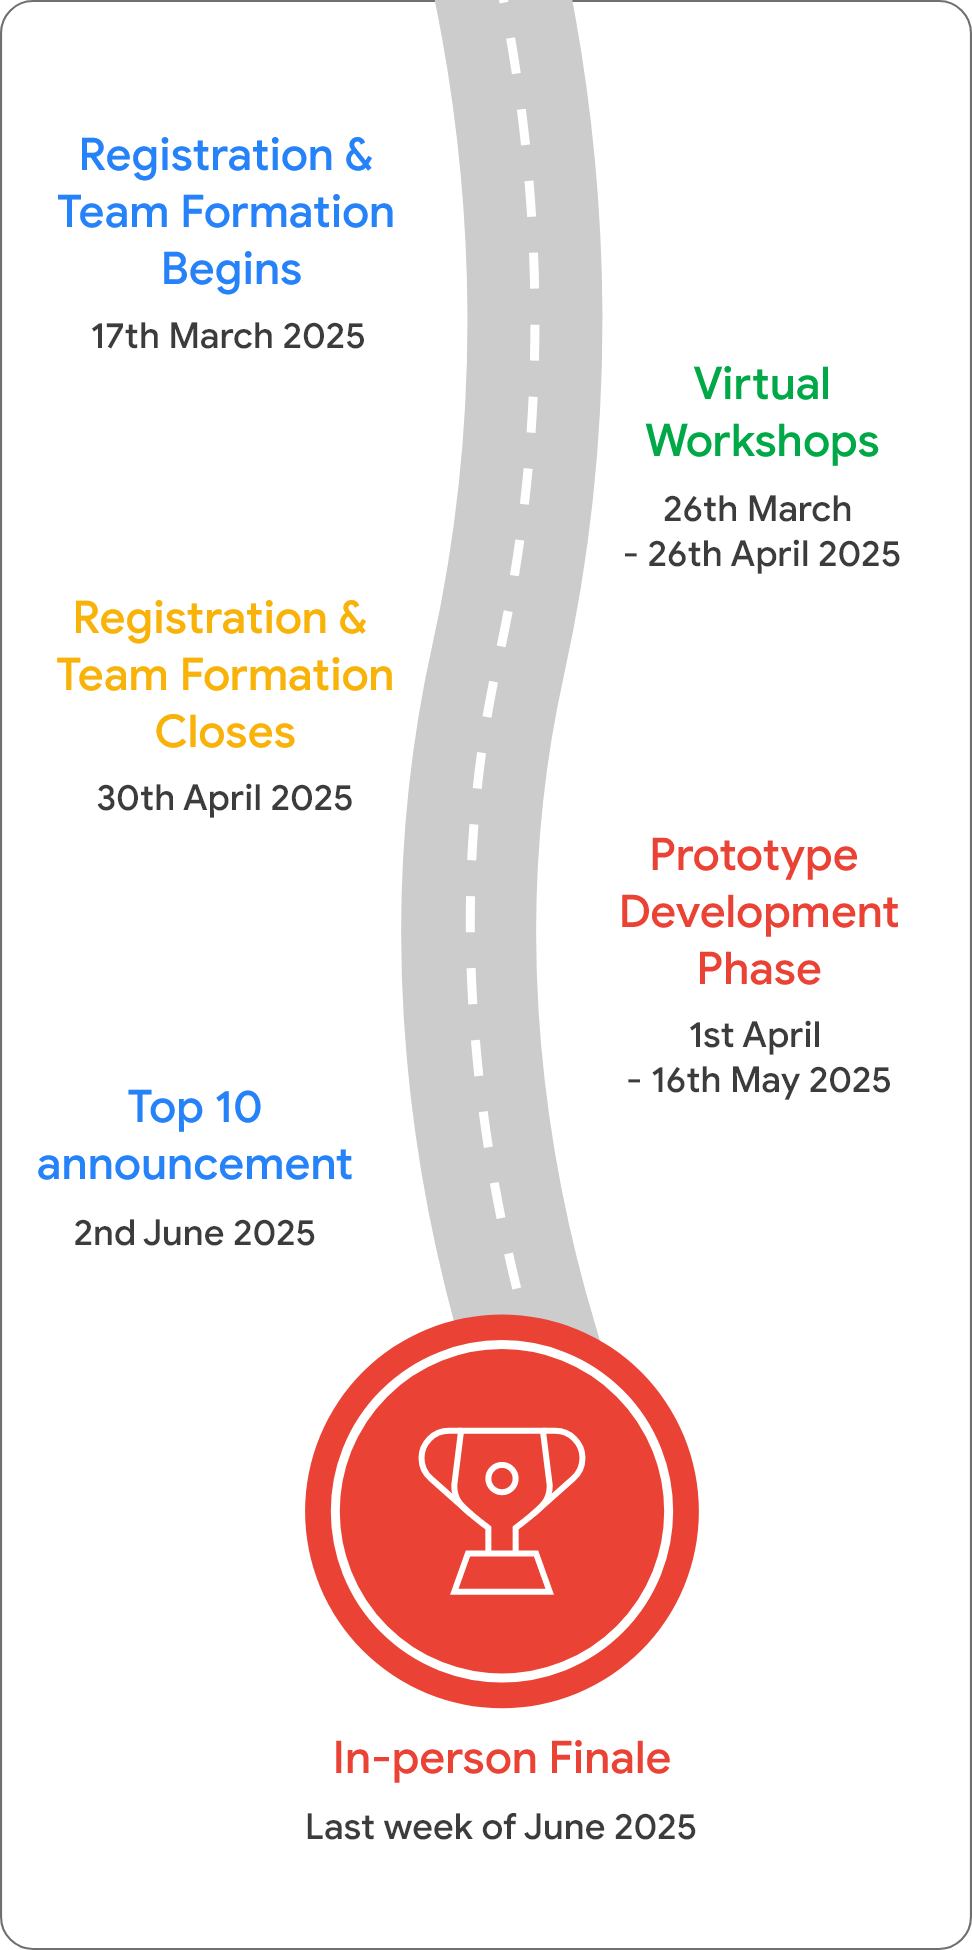 Registration &
Team Formation
Begins
17th March 2025
Virtual
Workshops
26th March
- 26th April 2025
Registration &
Team Formation
Closes
30th April 2025
Prototype
Development
Phase
1st April
- 16th May 2025
Top 10
announcement
2nd June 2025
In-person Finale
Last week of June 2025